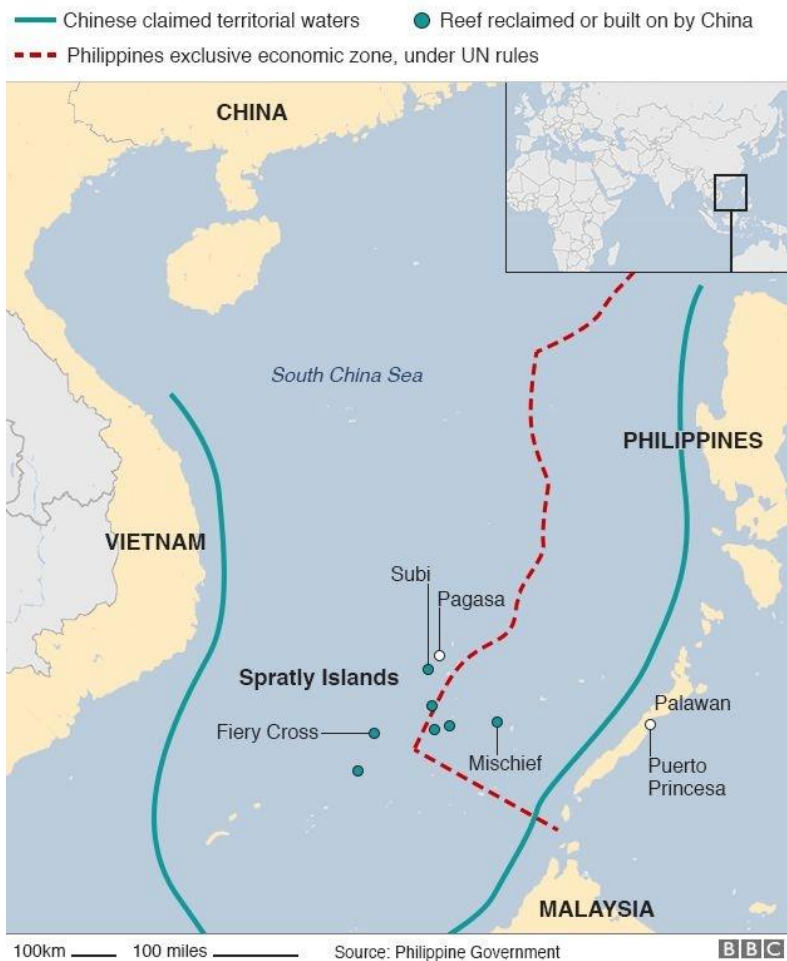 Chinese claimed territorial waters
Reef reclaimed or built on by China
Philippines exclusive economic zone, under UN rules
CHINA
South China Sea
PHILIPPINES
VIETNAM
Subi
Pagasa
Spratly Islands
Palawan
Fiery Cross
Mischief
Puerto
Princesa
MALAYSIA
100km
100 miles
Source: Philippine Government
BBC